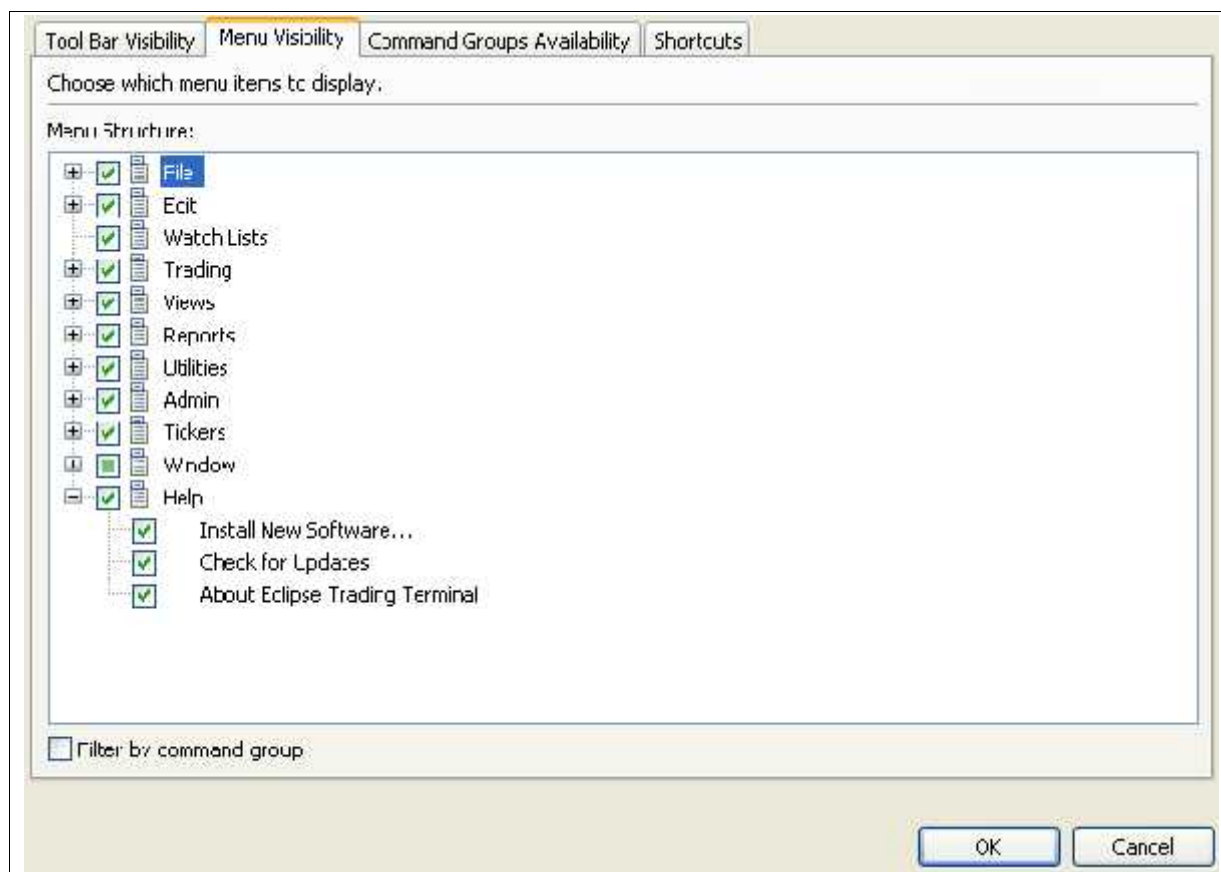 Tool Bar Visibility Menu Visibility Command Groups Availability Shortcuts
Choose which menu items to display.
Menu Structure:
File
Edit
Watch Lists
Trading
Views
Reports
Utilities
Admin
Tickers
Window
Help
Install New Software...
Check for Updates
About Eclipse Trading Terminal
Filter by command group
OK Cancel